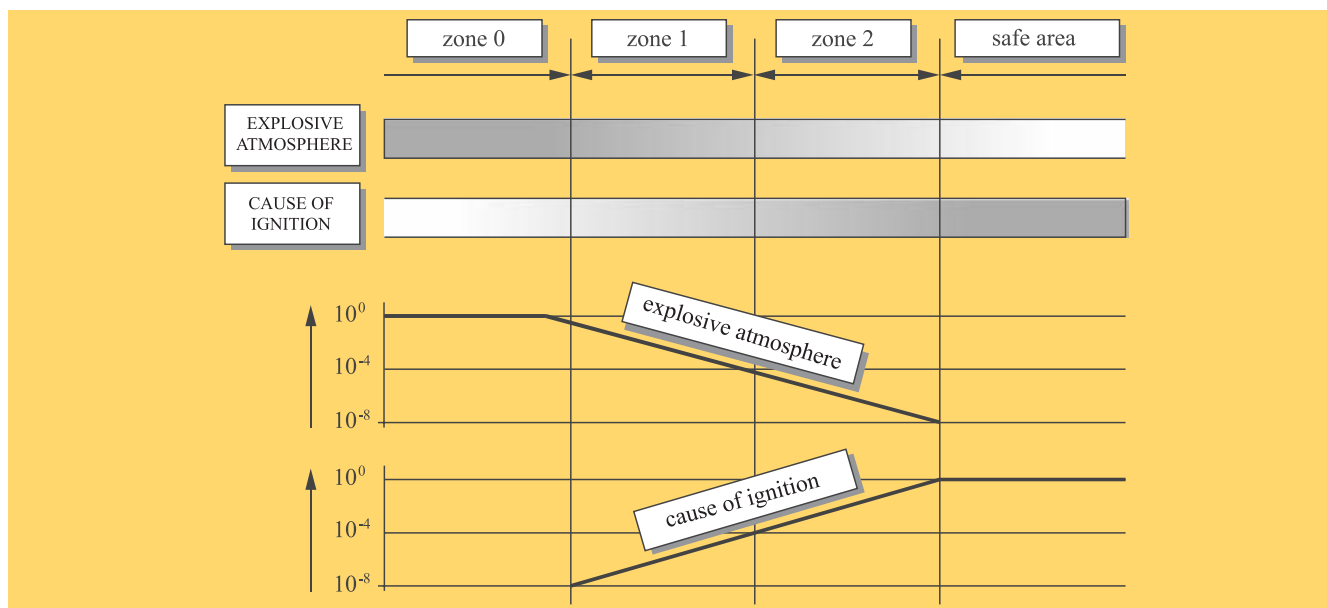 zone 0
zone 1
zone 2
safe area
EXPLOSIVE
ATMOSPHERE
CAUSE OF
IGNITION
10⁰
explosive atmosphere
10⁻⁴
10⁻⁸
10⁰
cause of ignition
10⁻⁴
10⁻⁸